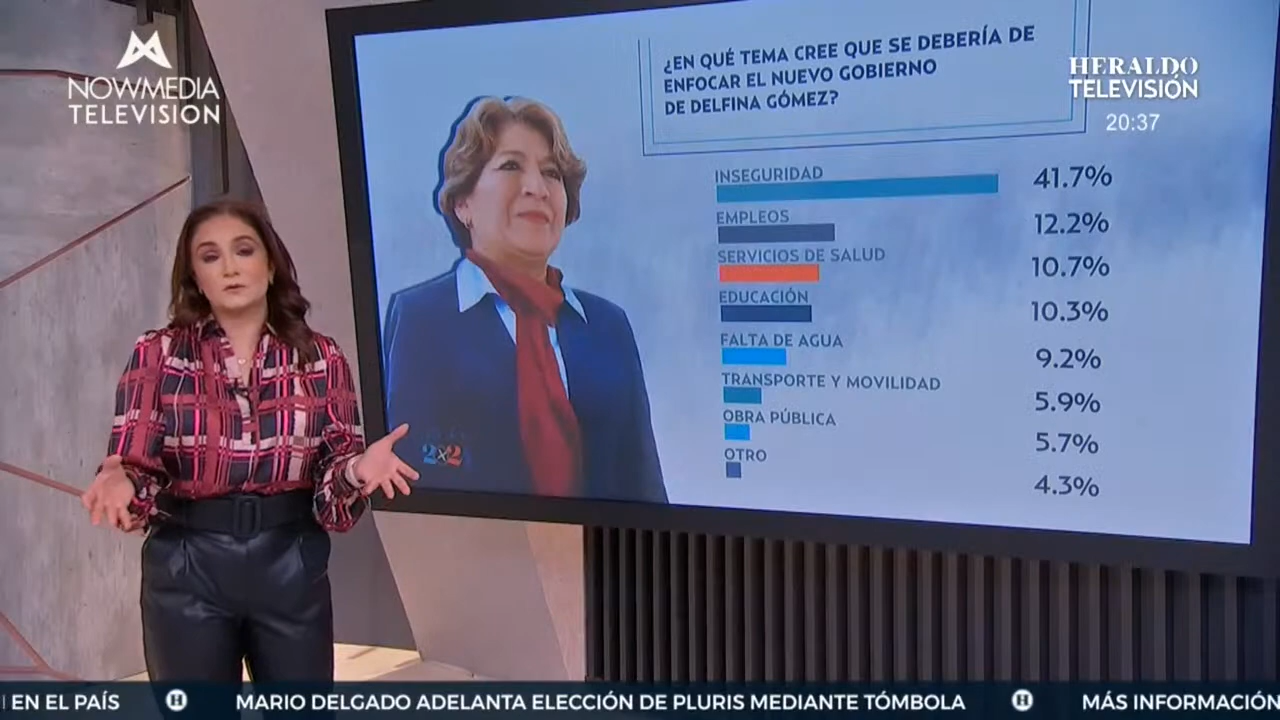 NOWMEDIA
TELEVISION
¿EN QUÉ TEMA CREE QUE SE DEBERÍA DE
ENFOCAR EL NUEVO GOBIERNO
DE DELFINA GÓMEZ?
HERALDO
TELEVISIÓN
20:37
INSEGURIDAD 41.7%
EMPLEOS 12.2%
SERVICIOS DE SALUD 10.7%
EDUCACIÓN 10.3%
FALTA DE AGUA 9.2%
TRANSPORTE Y MOVILIDAD 5.9%
OBRA PÚBLICA 5.7%
OTRO 4.3%
2x2
EN EL PAÍS H MARIO DELGADO ADELANTA ELECCIÓN DE PLURIS MEDIANTE TÓMBOLA H MÁS INFORMACIÓN